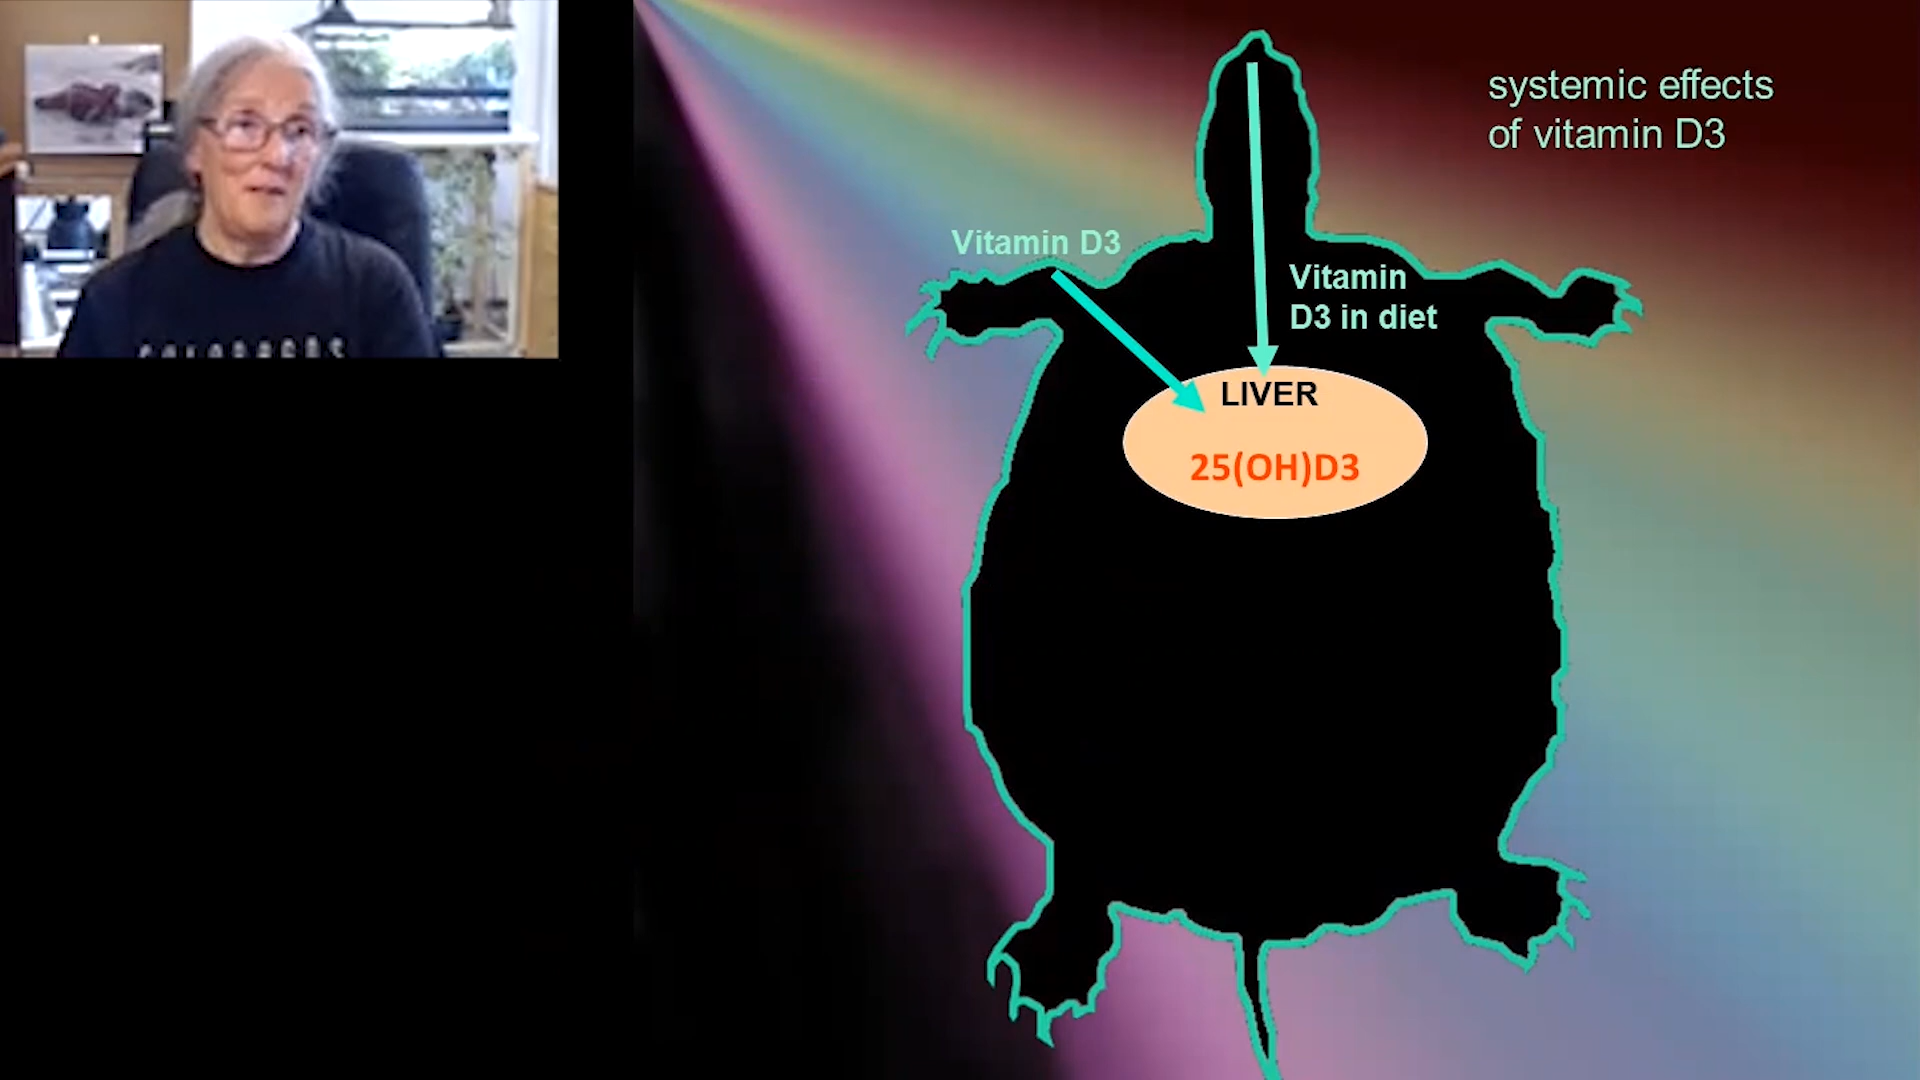 systemic effects
of vitamin D3
Vitamin D3
Vitamin
D3 in diet
LIVER
25(OH)D3